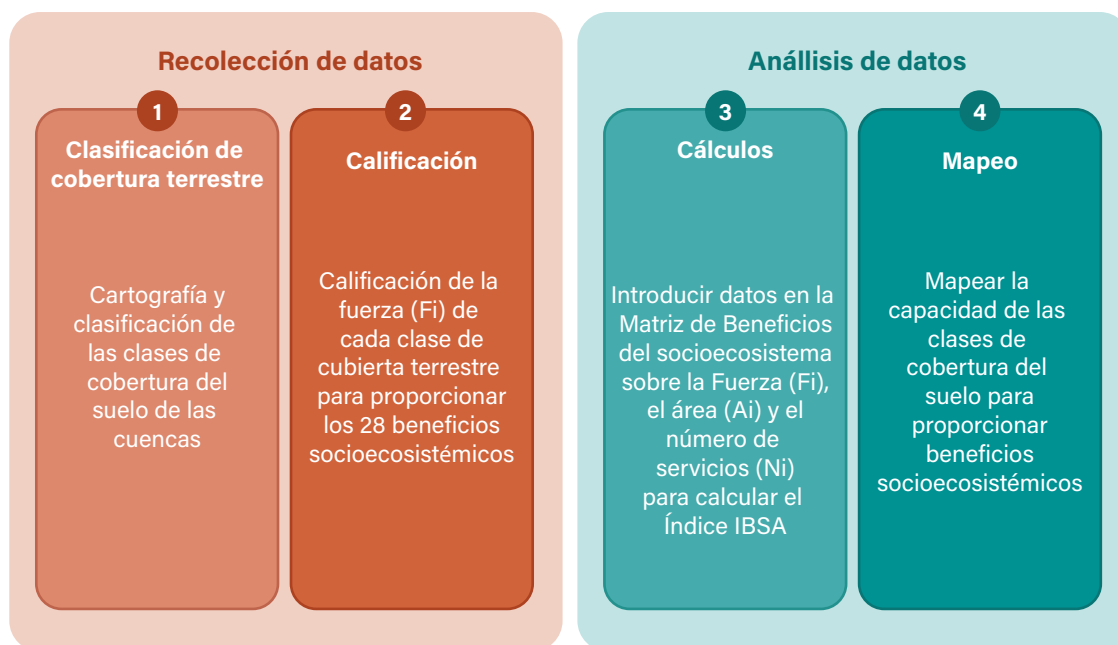 Recolección de datos
1
Clasificación de
cobertura terrestre
Cartografía y
clasificación de
las clases de
cobertura del
suelo de las
cuencas
2
Calificación
Calificación de la
fuerza (Fi) de
cada clase de
cubierta terrestre
para proporcionar
los 28 beneficios
socioecosistémicos
Anállisis de datos
3
Cálculos
Introducir datos en la
Matriz de Beneficios
del socioecosistema
sobre la Fuerza (Fi),
el área (Ai) y el
número de
servicios (Ni)
para calcular el
Índice IBSA
4
Mapeo
Mapear la
capacidad de las
clases de
cobertura del
suelo para
proporcionar
beneficios
socioecosistémicos